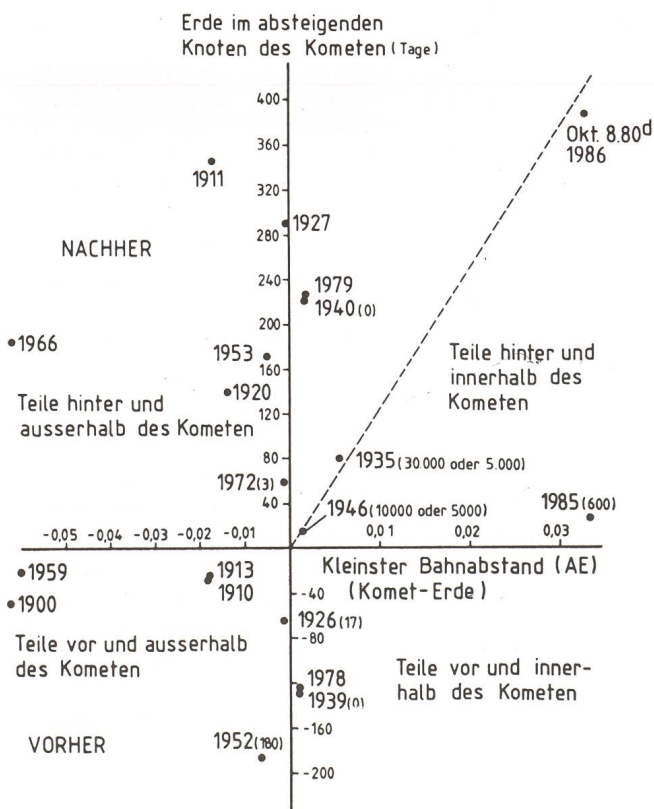 Erde im absteigenden
Knoten des Kometen (Tage)
400
360
320
280
240
200
160
120
80
40
Okt. 8.80d
1986
1911
1927
NACHHER
1979
1940 (0)
1966
1953
1920
Teile hinter und
innerhalb des
Kometen
Teile hinter und
ausserhalb des Kometen
1935 (30.000 oder 5.000)
1972 (3)
1946 (10000 oder 5000)
1985 (600)
-0,05 -0,04 -0,03 -0,02 -0,01 0,01 0,02 0,03
1959
1913
1910
1900
Kleinster Bahnabstand (AE)
(Komet-Erde)
-40
-80
-160
-200
1926 (17)
Teile vor und ausserhalb
des Kometen
Teile vor und inner-
halb des Kometen
1978
1939 (0)
VORHER
1952 (180)